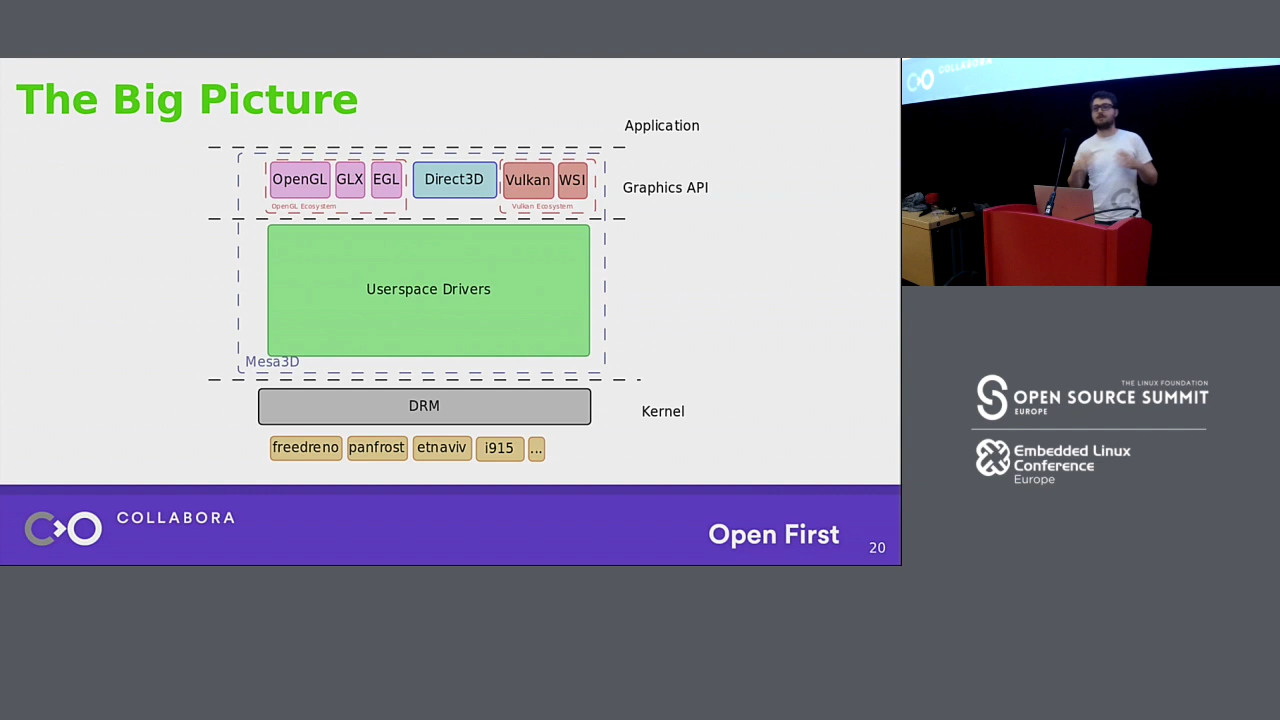 The Big Picture
Application
OpenGL GLX EGL Direct3D Vulkan WSI
Graphics API
OpenGL Ecosystem Vulkan Ecosystem
Userspace Drivers
Mesa3D
DRM
Kernel
freedreno panfrost etnaviv i915 ...
COLLABORA
Open First
20
COLLABORA
THE LINUX FOUNDATION
OPEN SOURCE SUMMIT
EUROPE
Embedded Linux
Conference
Europe